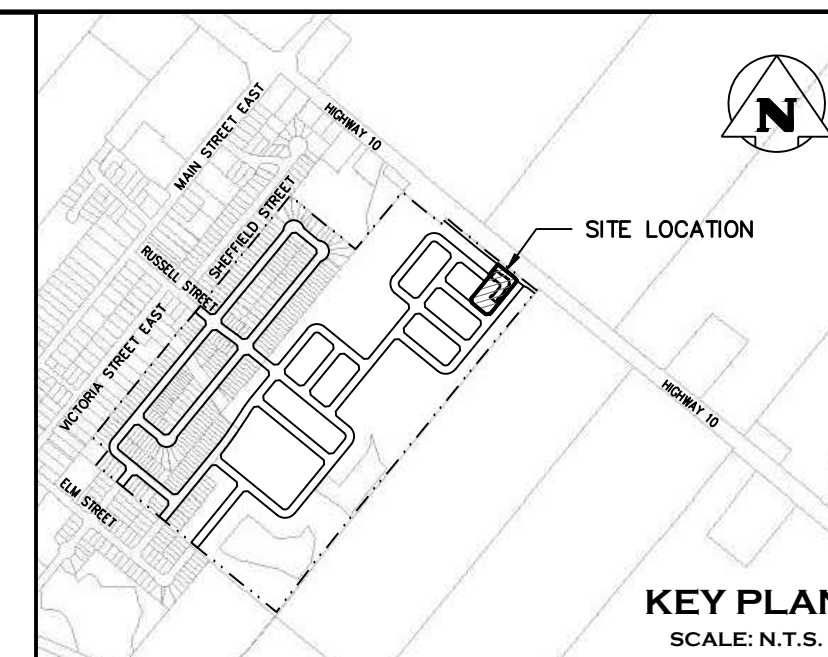 MAIN STREET EAST
HIGHWAY 10
N
SHEFFIELD STREET
SITE LOCATION
RUSSELL STREET
VICTORIA STREET EAST
HIGHWAY 10
ELM STREET
KEY PLAN
SCALE: N.T.S.